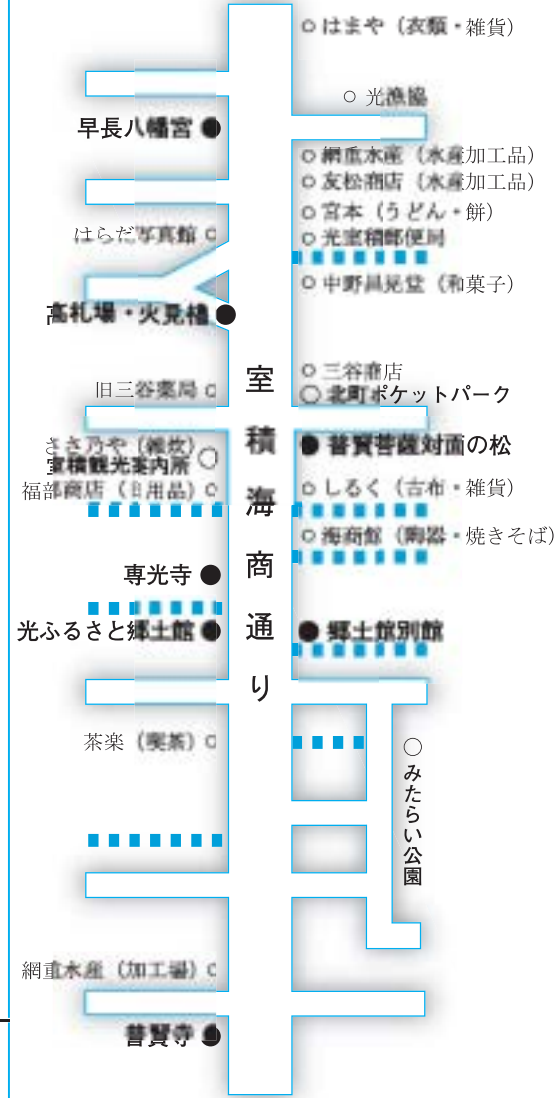 はまや（衣類・雑貨）
光漁協
早長八幡宮
網重水産（水産加工品）
友松商店（水産加工品）
宮本（うどん・餅）
はらだ写真館
光室積郵便局
中野昌晃堂（和菓子）
高札場・火見櫓
三谷商店
旧三谷薬局
北町ポケットパーク
室積海商通り
ささ乃や（雑炊）
普賢菩薩対面の松
室積観光案内所
福部商店（日用品）
しるく（古布・雑貨）
海商館（陶器・焼きそば）
専光寺
光ふるさと郷土館
郷土館別館
茶楽（喫茶）
みたらい公園
網重水産（加工場）
普賢寺